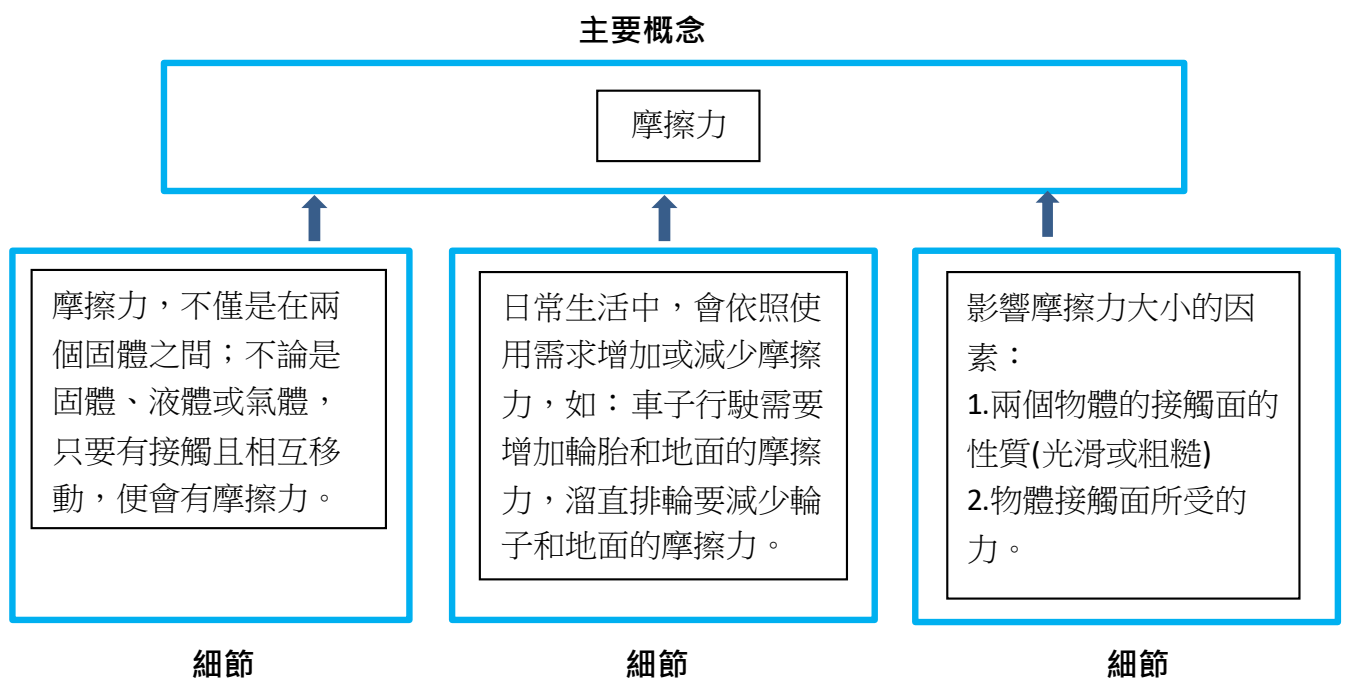 主要概念
摩擦力
摩擦力，不僅是在兩
個固體之間；不論是
固體、液體或氣體，
只要有接觸且相互移
動，便會有摩擦力。
日常生活中，會依照使
用需求增加或減少摩擦
力，如：車子行駛需要
增加輪胎和地面的摩擦
力，溜直排輪要減少輪
子和地面的摩擦力。
影響摩擦力大小的因
素：
1.兩個物體的接觸面的
性質(光滑或粗糙)
2.物體接觸面所受的
力。
細節
細節
細節